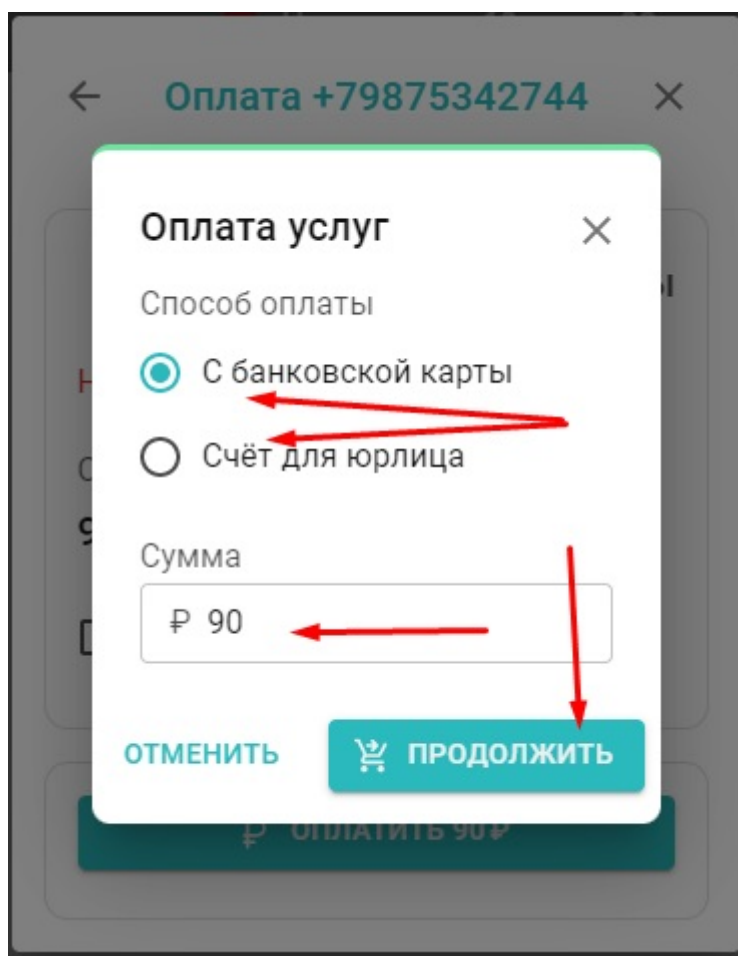 Оплата +79875342744
Оплата услуг
Способ оплаты
С банковской карты
Счёт для юрлица
Сумма
₽ 90
ОТМЕНИТЬ
ПРОДОЛЖИТЬ
₽ ОПЛАТИТЬ 90 ₽